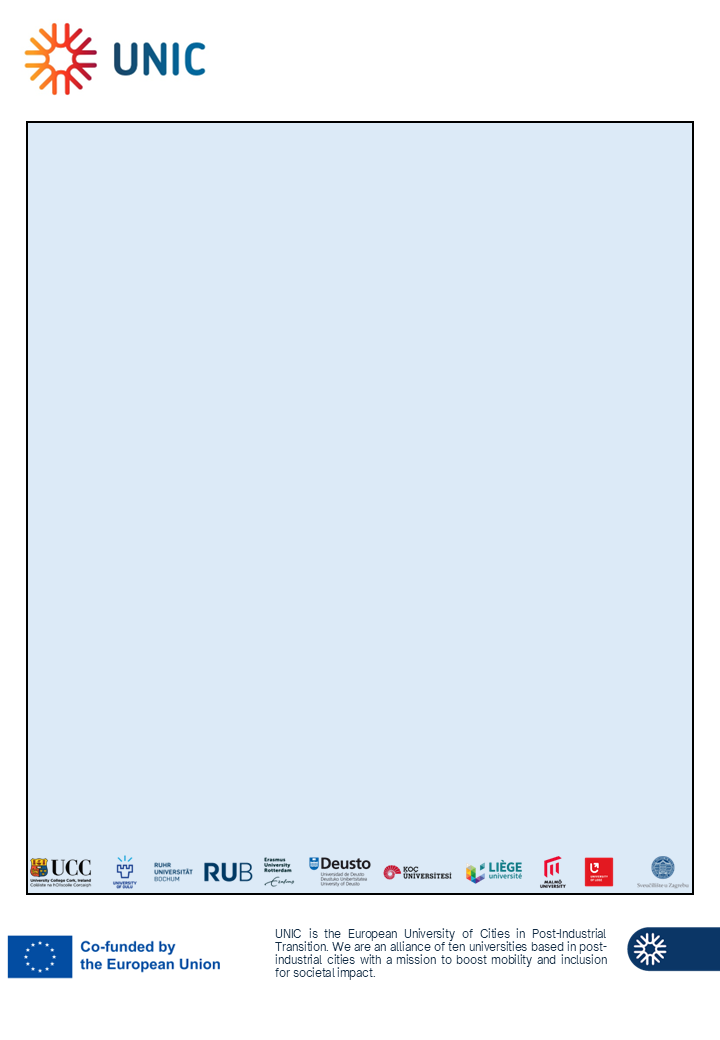 UNIC
UCC
University College Cork, Ireland
Coláiste na hOllscoile Corcaigh
UNIVERSITY
OF OULU
RUHR
UNIVERSITÄT
BOCHUM
RUB
Erasmus
University
Rotterdam
Erasmus
Deusto
Universidad de Deusto
Deustuko Unibertsitatea
University of Deusto
KOÇ
ÜNİVERSİTESİ
LIÈGE
université
MALMÖ
UNIVERSITY
UNIVERSITY
OF LODZ
Sveučilište u Zagrebu
Co-funded by
the European Union
UNIC is the European University of Cities in Post-Industrial
Transition. We are an alliance of ten universities based in post-
industrial cities with a mission to boost mobility and inclusion
for societal impact.